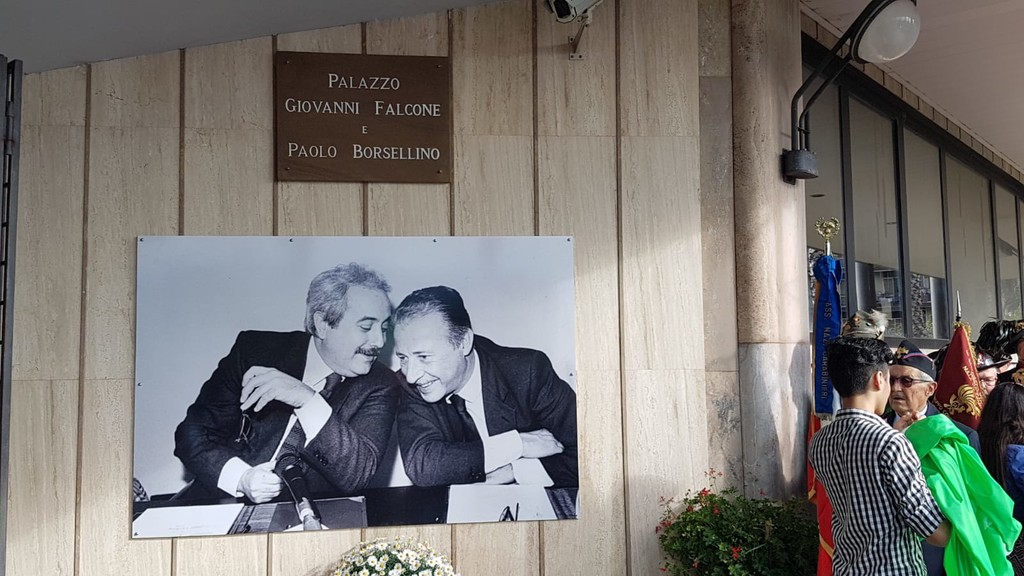 PALAZZO
GIOVANNI FALCONE
E
PAOLO BORSELLINO